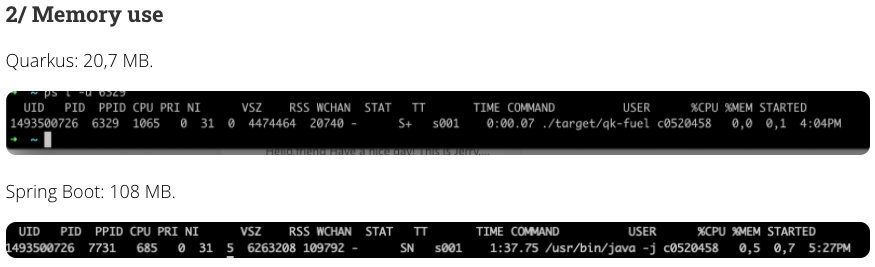 2/ Memory use
Quarkus: 20,7 MB.
➜ ~ ps l -u 6329
UID PID PPID CPU PRI NI VSZ RSS WCHAN STAT TT TIME COMMAND USER %CPU %MEM STARTED
1493500726 6329 1065 0 31 0 4474464 20740 - S+ s001 0:00.07 ./target/qk-fuel c0520458 0,0 0,1 4:04PM
➜ ~
Hello friend Have a nice day! This is Jerry...
Spring Boot: 108 MB.
UID PID PPID CPU PRI NI VSZ RSS WCHAN STAT TT TIME COMMAND USER %CPU %MEM STARTED
1493500726 7731 685 0 31 5 6263208 109792 - SN s001 1:37.75 /usr/bin/java -j c0520458 0,5 0,7 5:27PM